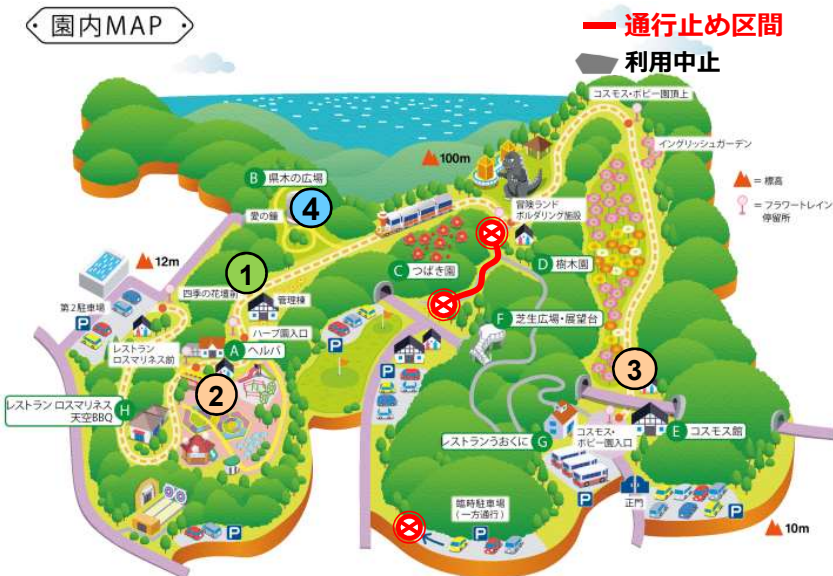 園内MAP
通行止め区間
利用中止
コスモス・ポピー園頂上
イングリッシュガーデン
100m
B 県木の広場
= 標高
愛の鐘
4
冒険ランド
ボルダリング施設
= フラワートレイン
停留所
12m
1
C つばき園
D 樹木園
四季の花壇前
管理棟
第2駐車場
P
F 芝生広場・展望台
ハーブ園入口
P
レストラン
ロスマリネス前
A ヘルバ
3
2
P
レストラン ロスマリネス
天空BBQ
H
レストランうおくに G
コスモス・
ポピー園入口
E コスモス館
P
正門
臨時駐車場
(一方通行)
P
P
P
10m